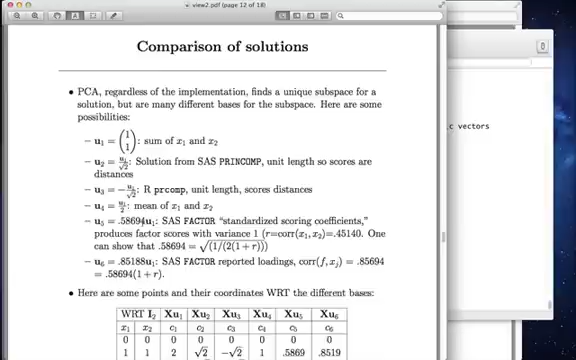 view2.pdf (page 12 of 18)
Comparison of solutions
• PCA, regardless of the implementation, finds a unique subspace for a
solution, but are many different bases for the subspace. Here are some
possibilities:
– u₁ = (1 1): sum of x₁ and x₂
– u₂ = u₁/√2: Solution from SAS PRINCOMP, unit length so scores are
distances
– u₃ = −u₁/√2: R prcomp, unit length, scores distances
– u₄ = u₁/2: mean of x₁ and x₂
– u₅ = .58694u₁: SAS FACTOR “standardized scoring coefficients,”
produces factor scores with variance 1 (r=corr(x₁, x₂)=.45140. One
can show that .58694 = √(1/(2(1 + r)))
– u₆ = .85188u₁: SAS FACTOR reported loadings, corr(f, xⱼ) = .85694
= .58694(1 + r).
• Here are some points and their coordinates WRT the different bases:
WRT I₂ Xu₁ Xu₂ Xu₃ Xu₄ Xu₅ Xu₆
x₁ x₂ c₁ c₂ c₃ c₄ c₅ c₆
0 0 0 0 0 0 0 0
1 1 2 √2 −√2 1 .5869 .8519
c vectors